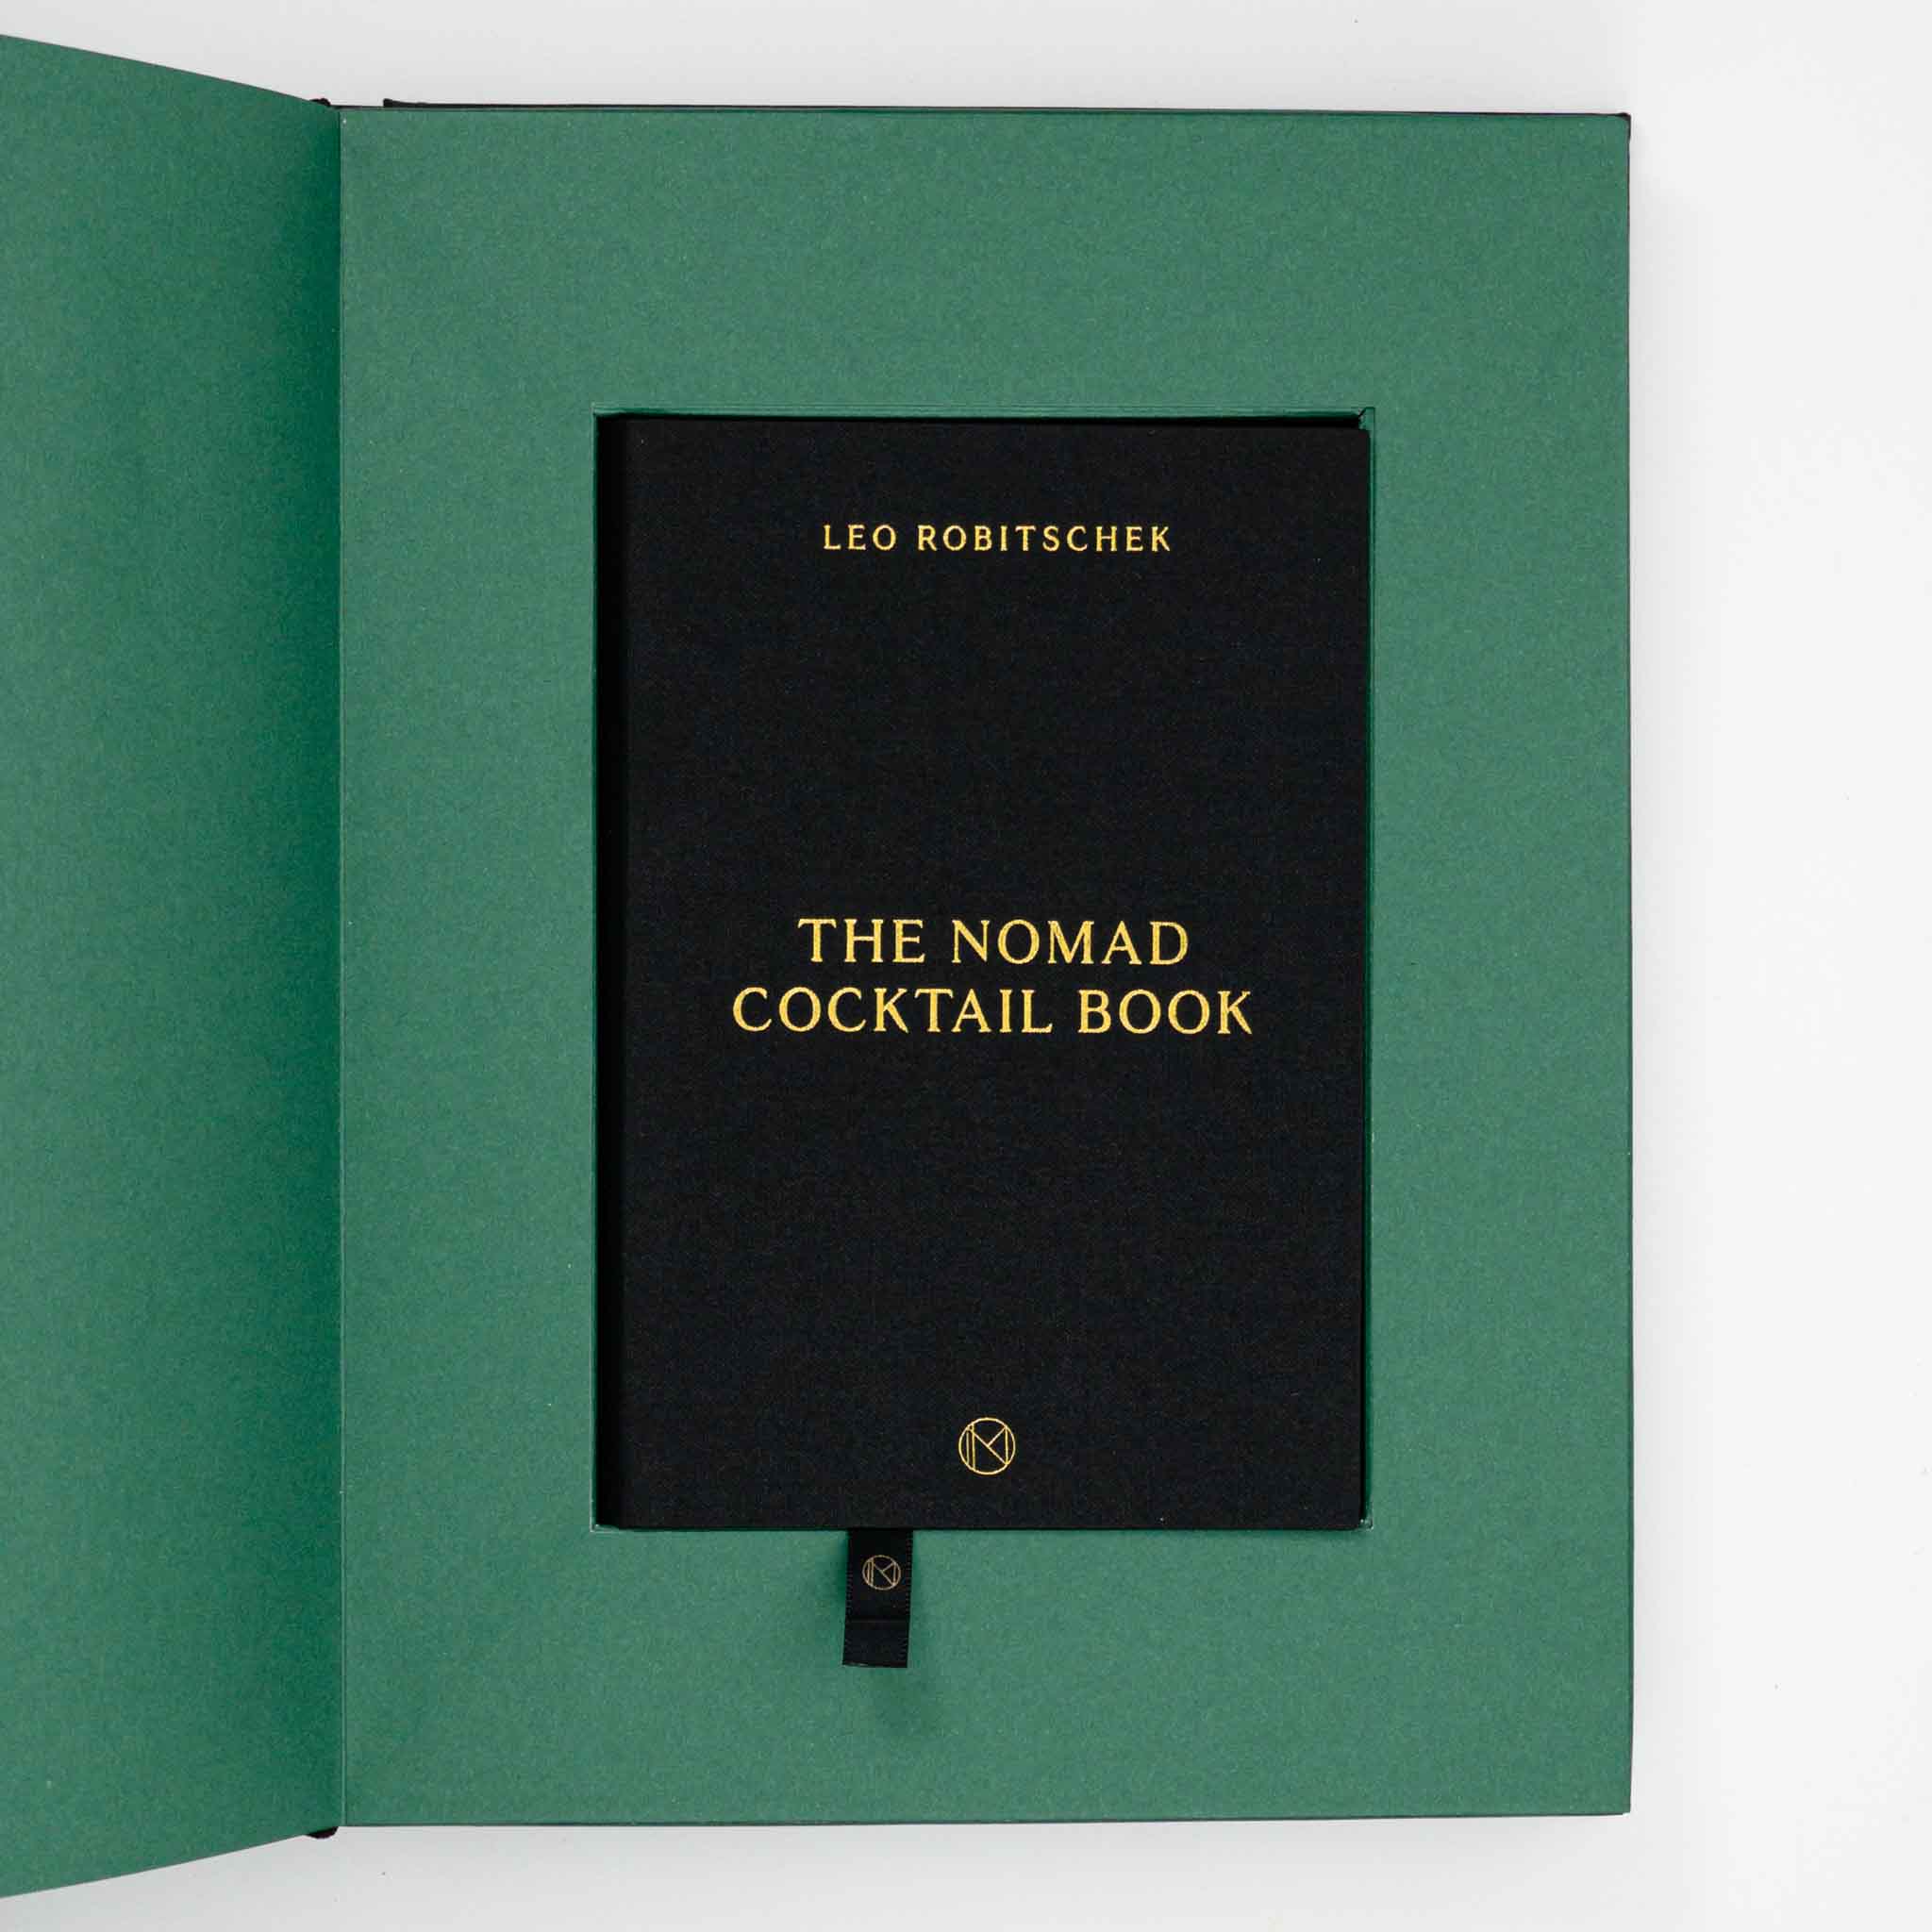 LEO ROBITSCHEK
THE NOMAD
COCKTAIL BOOK